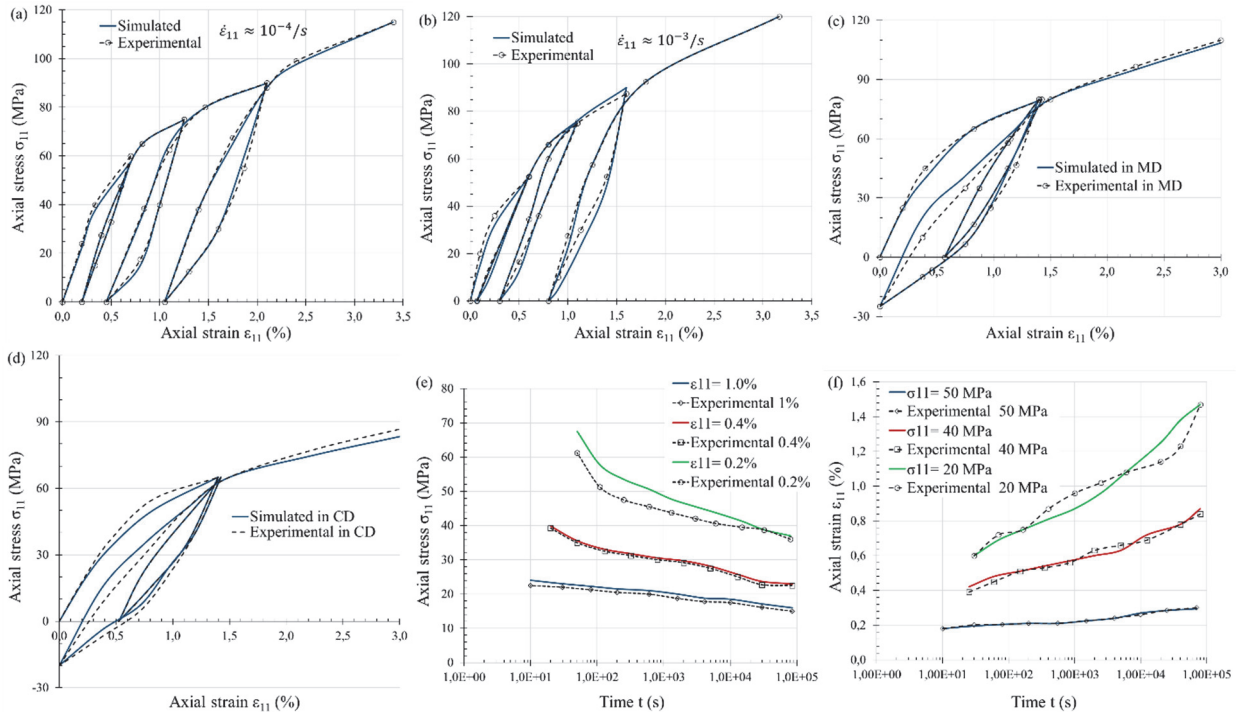 (a)
Simulated
Experimental
ε̇₁₁ ≈ 10⁻⁴/s
Axial stress σ₁₁ (MPa)
120
100
80
60
40
20
0
0,0 0,5 1,0 1,5 2,0 2,5 3,0 3,5
Axial strain ε₁₁ (%)
(b)
Simulated
Experimental
ε̇₁₁ ≈ 10⁻³/s
Axial stress σ₁₁ (MPa)
120
100
80
60
40
20
0
0,0 0,5 1,0 1,5 2,0 2,5 3,0 3,5
Axial strain ε₁₁ (%)
(c)
Simulated in MD
Experimental in MD
Axial stress σ₁₁ (MPa)
120
90
60
30
0
-30
0,0 0,5 1,0 1,5 2,0 2,5 3,0
Axial strain ε₁₁ (%)
(d)
Simulated in CD
Experimental in CD
Axial stress σ₁₁ (MPa)
120
90
60
30
0
-30
0,0 0,6 1,2 1,8 2,4 3,0
Axial strain ε₁₁ (%)
(e)
ε11= 1.0%
Experimental 1%
ε11= 0.4%
Experimental 0.4%
ε11= 0.2%
Experimental 0.2%
Axial stress σ₁₁ (MPa)
80
70
60
50
40
30
20
10
0
1,0E+00 1,0E+01 1,0E+02 1,0E+03 1,0E+04 1,0E+05
Time t (s)
(f)
σ11= 50 MPa
Experimental 50 MPa
σ11= 40 MPa
Experimental 40 MPa
σ11= 20 MPa
Experimental 20 MPa
Axial strain ε₁₁ (%)
1,6
1,4
1,2
1,0
0,8
0,6
0,4
0,2
0,0
1,00E+00 1,00E+01 1,00E+02 1,00E+03 1,00E+04 1,00E+05
Time t (s)